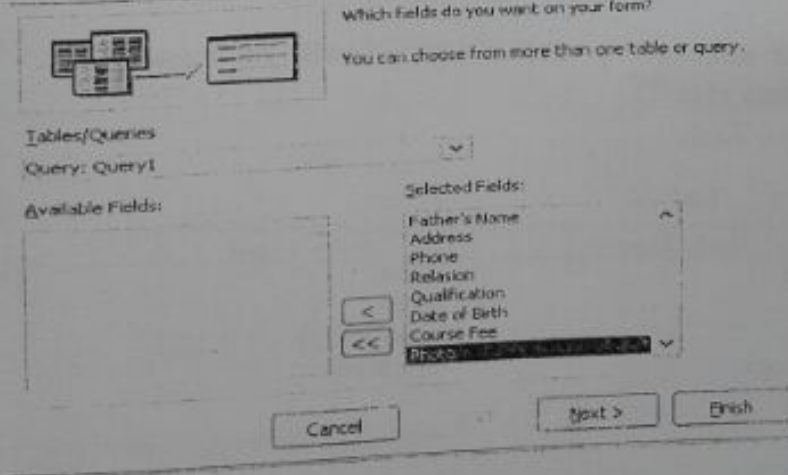 Which fields do you want on your form?
You can choose from more than one table or query.
Tables/Queries
Query: Query1
Available Fields:
Selected Fields:
Father's Name
Address
Phone
Relasion
Qualification
Date of Birth
Course Fee
Photo
<
<<
Cancel
Next >
Finish